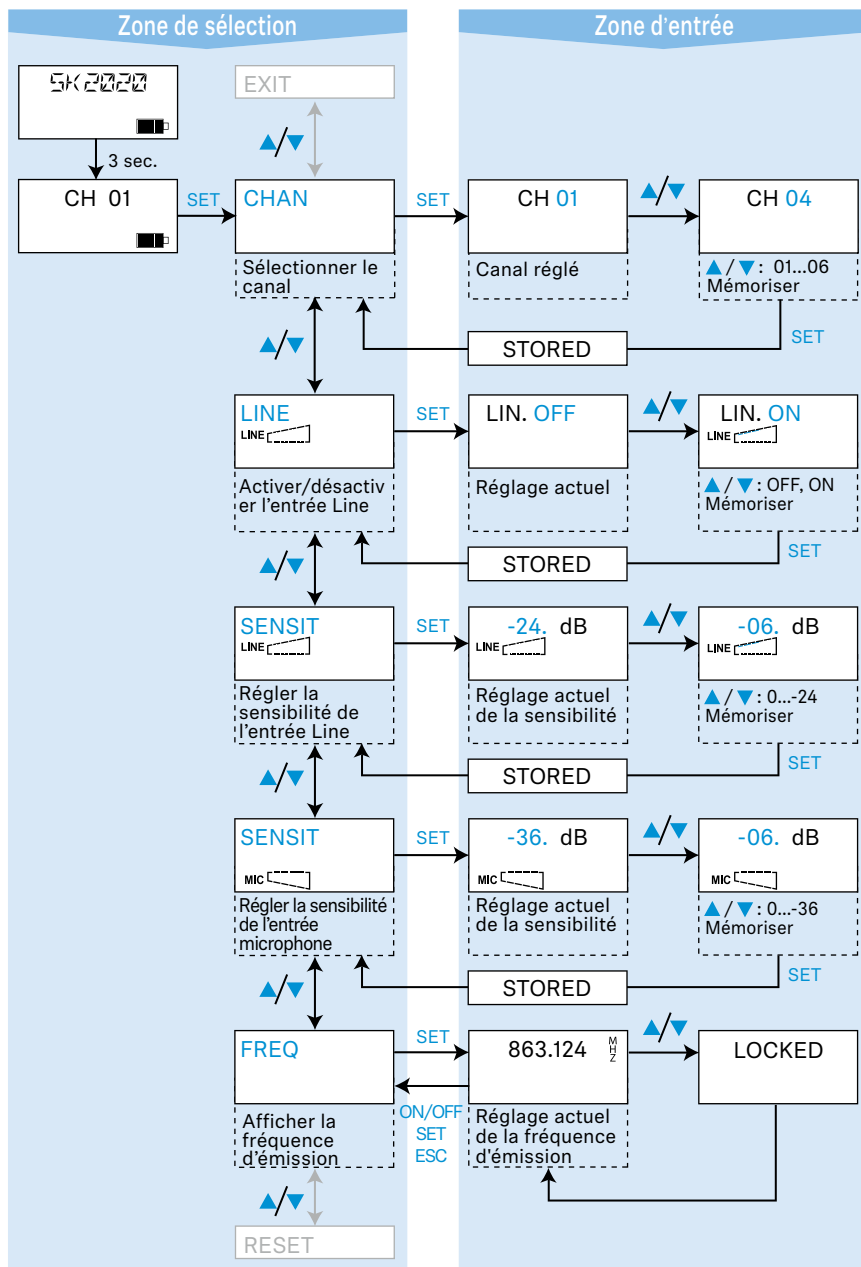 Zone de sélection
Zone d'entrée
SK2020
EXIT
▲/▼
3 sec.
CH 01
SET
CHAN
SET
CH 01
▲/▼
CH 04
Sélectionner le
canal
Canal réglé
▲ / ▼ : 01...06
Mémoriser
▲/▼
STORED
SET
LINE
LINE
SET
LIN. OFF
▲/▼
LIN. ON
LINE
Activer/désactiv
er l'entrée Line
Réglage actuel
▲ / ▼ : OFF, ON
Mémoriser
▲/▼
STORED
SET
SENSIT
LINE
SET
-24. dB
LINE
▲/▼
-06. dB
LINE
Régler la
sensibilité de
l'entrée Line
Réglage actuel
de la sensibilité
▲ / ▼ : 0...-24
Mémoriser
▲/▼
STORED
SET
SENSIT
MIC
SET
-36. dB
MIC
▲/▼
-06. dB
MIC
Régler la sensibilité
de l'entrée
microphone
Réglage actuel
de la sensibilité
▲ / ▼ : 0...-36
Mémoriser
▲/▼
STORED
SET
FREQ
SET
863.124 MHZ
▲/▼
LOCKED
ON/OFF
SET
ESC
Afficher la
fréquence
d'émission
Réglage actuel
de la fréquence
d'émission
▲/▼
RESET